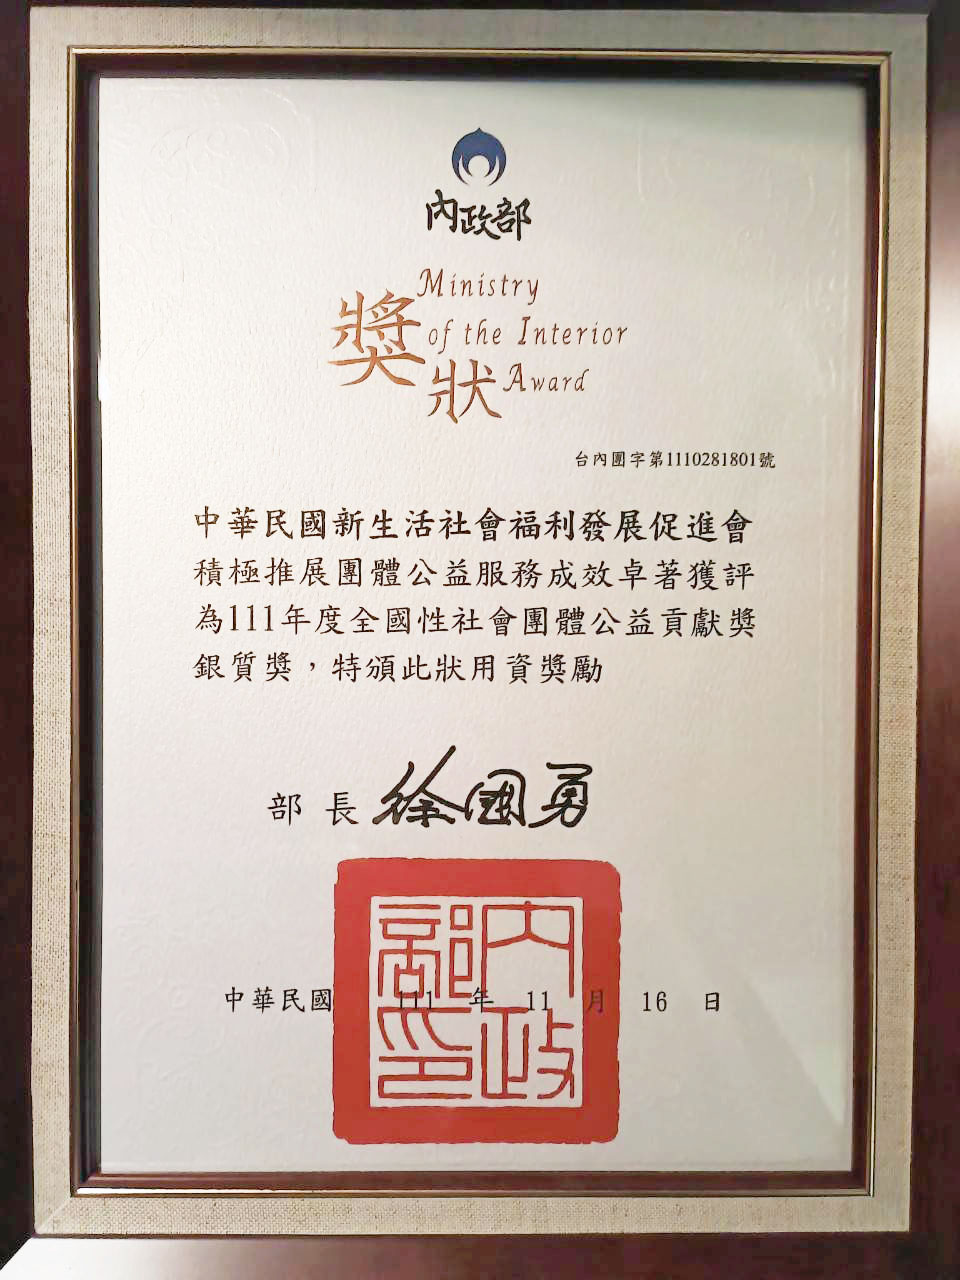 內政部
獎狀
Ministry
of the Interior
Award
台內團字第1110281801號
中華民國新生活社會福利發展促進會
積極推展團體公益服務成效卓著獲評
為111年度全國性社會團體公益貢獻獎
銀質獎，特頒此狀用資獎勵
部長 徐國勇
內政部印
中華民國 111 年 11 月 16 日